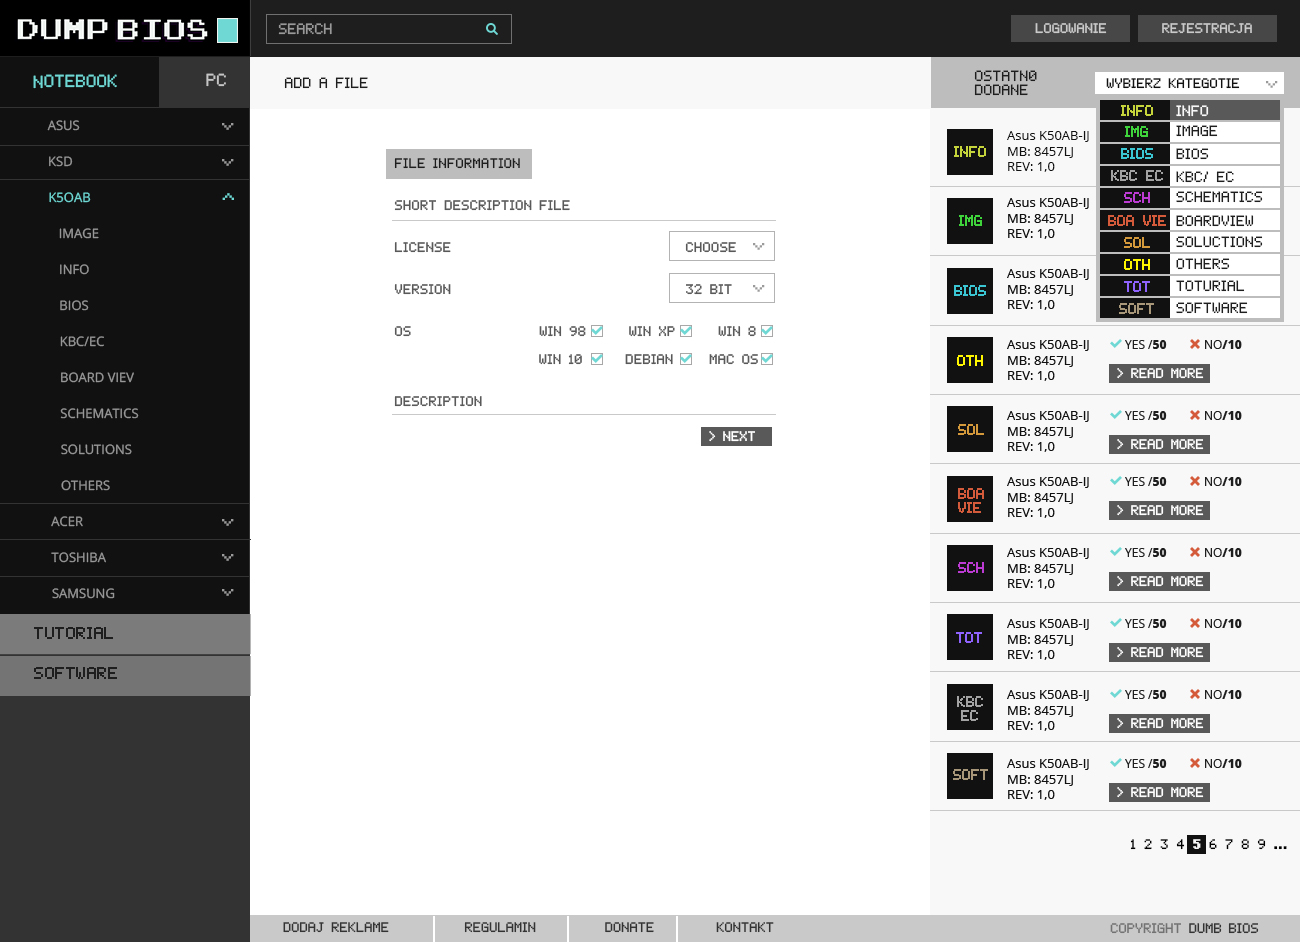 DUMP BIOS
SEARCH
LOGOWANIE
REJESTRACJA
NOTEBOOK
PC
ASUS
KSD
K5OAB
IMAGE
INFO
BIOS
KBC/EC
BOARD VIEV
SCHEMATICS
SOLUTIONS
OTHERS
ACER
TOSHIBA
SAMSUNG
TUTORIAL
SOFTWARE
ADD A FILE
FILE INFORMATION
SHORT DESCRIPTION FILE
LICENSE
CHOOSE
VERSION
32 BIT
OS
WIN 98
WIN XP
WIN 8
WIN 10
DEBIAN
MAC OS
DESCRIPTION
> NEXT
OSTATNO
DODANE
WYBIERZ KATEGOTIE
INFO INFO
IMG IMAGE
BIOS BIOS
KBC EC KBC/ EC
SCH SCHEMATICS
BOA VIE BOARDVIEW
SOL SOLUCTIONS
OTH OTHERS
TOT TOTURIAL
SOFT SOFTWARE
INFO
Asus K50AB-IJ
MB: 8457LJ
REV: 1,0
IMG
Asus K50AB-IJ
MB: 8457LJ
REV: 1,0
BIOS
Asus K50AB-IJ
MB: 8457LJ
REV: 1,0
OTH
Asus K50AB-IJ
MB: 8457LJ
REV: 1,0
YES /50
NO/10
> READ MORE
SOL
Asus K50AB-IJ
MB: 8457LJ
REV: 1,0
YES /50
NO/10
> READ MORE
BOA
VIE
Asus K50AB-IJ
MB: 8457LJ
REV: 1,0
YES /50
NO/10
> READ MORE
SCH
Asus K50AB-IJ
MB: 8457LJ
REV: 1,0
YES /50
NO/10
> READ MORE
TOT
Asus K50AB-IJ
MB: 8457LJ
REV: 1,0
YES /50
NO/10
> READ MORE
KBC
EC
Asus K50AB-IJ
MB: 8457LJ
REV: 1,0
YES /50
NO/10
> READ MORE
SOFT
Asus K50AB-IJ
MB: 8457LJ
REV: 1,0
YES /50
NO/10
> READ MORE
1 2 3 4 5 6 7 8 9 ...
DODAJ REKLAME
REGULAMIN
DONATE
KONTAKT
COPYRIGHT DUMB BIOS